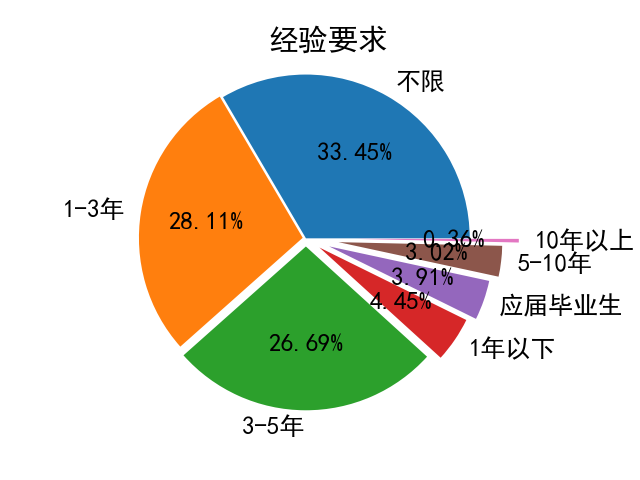 经验要求
不限
33.45%
1-3年
28.11%
26.69%
3-5年
0.36%
10年以上
3.02%
5-10年
3.91%
应届毕业生
4.45%
1年以下